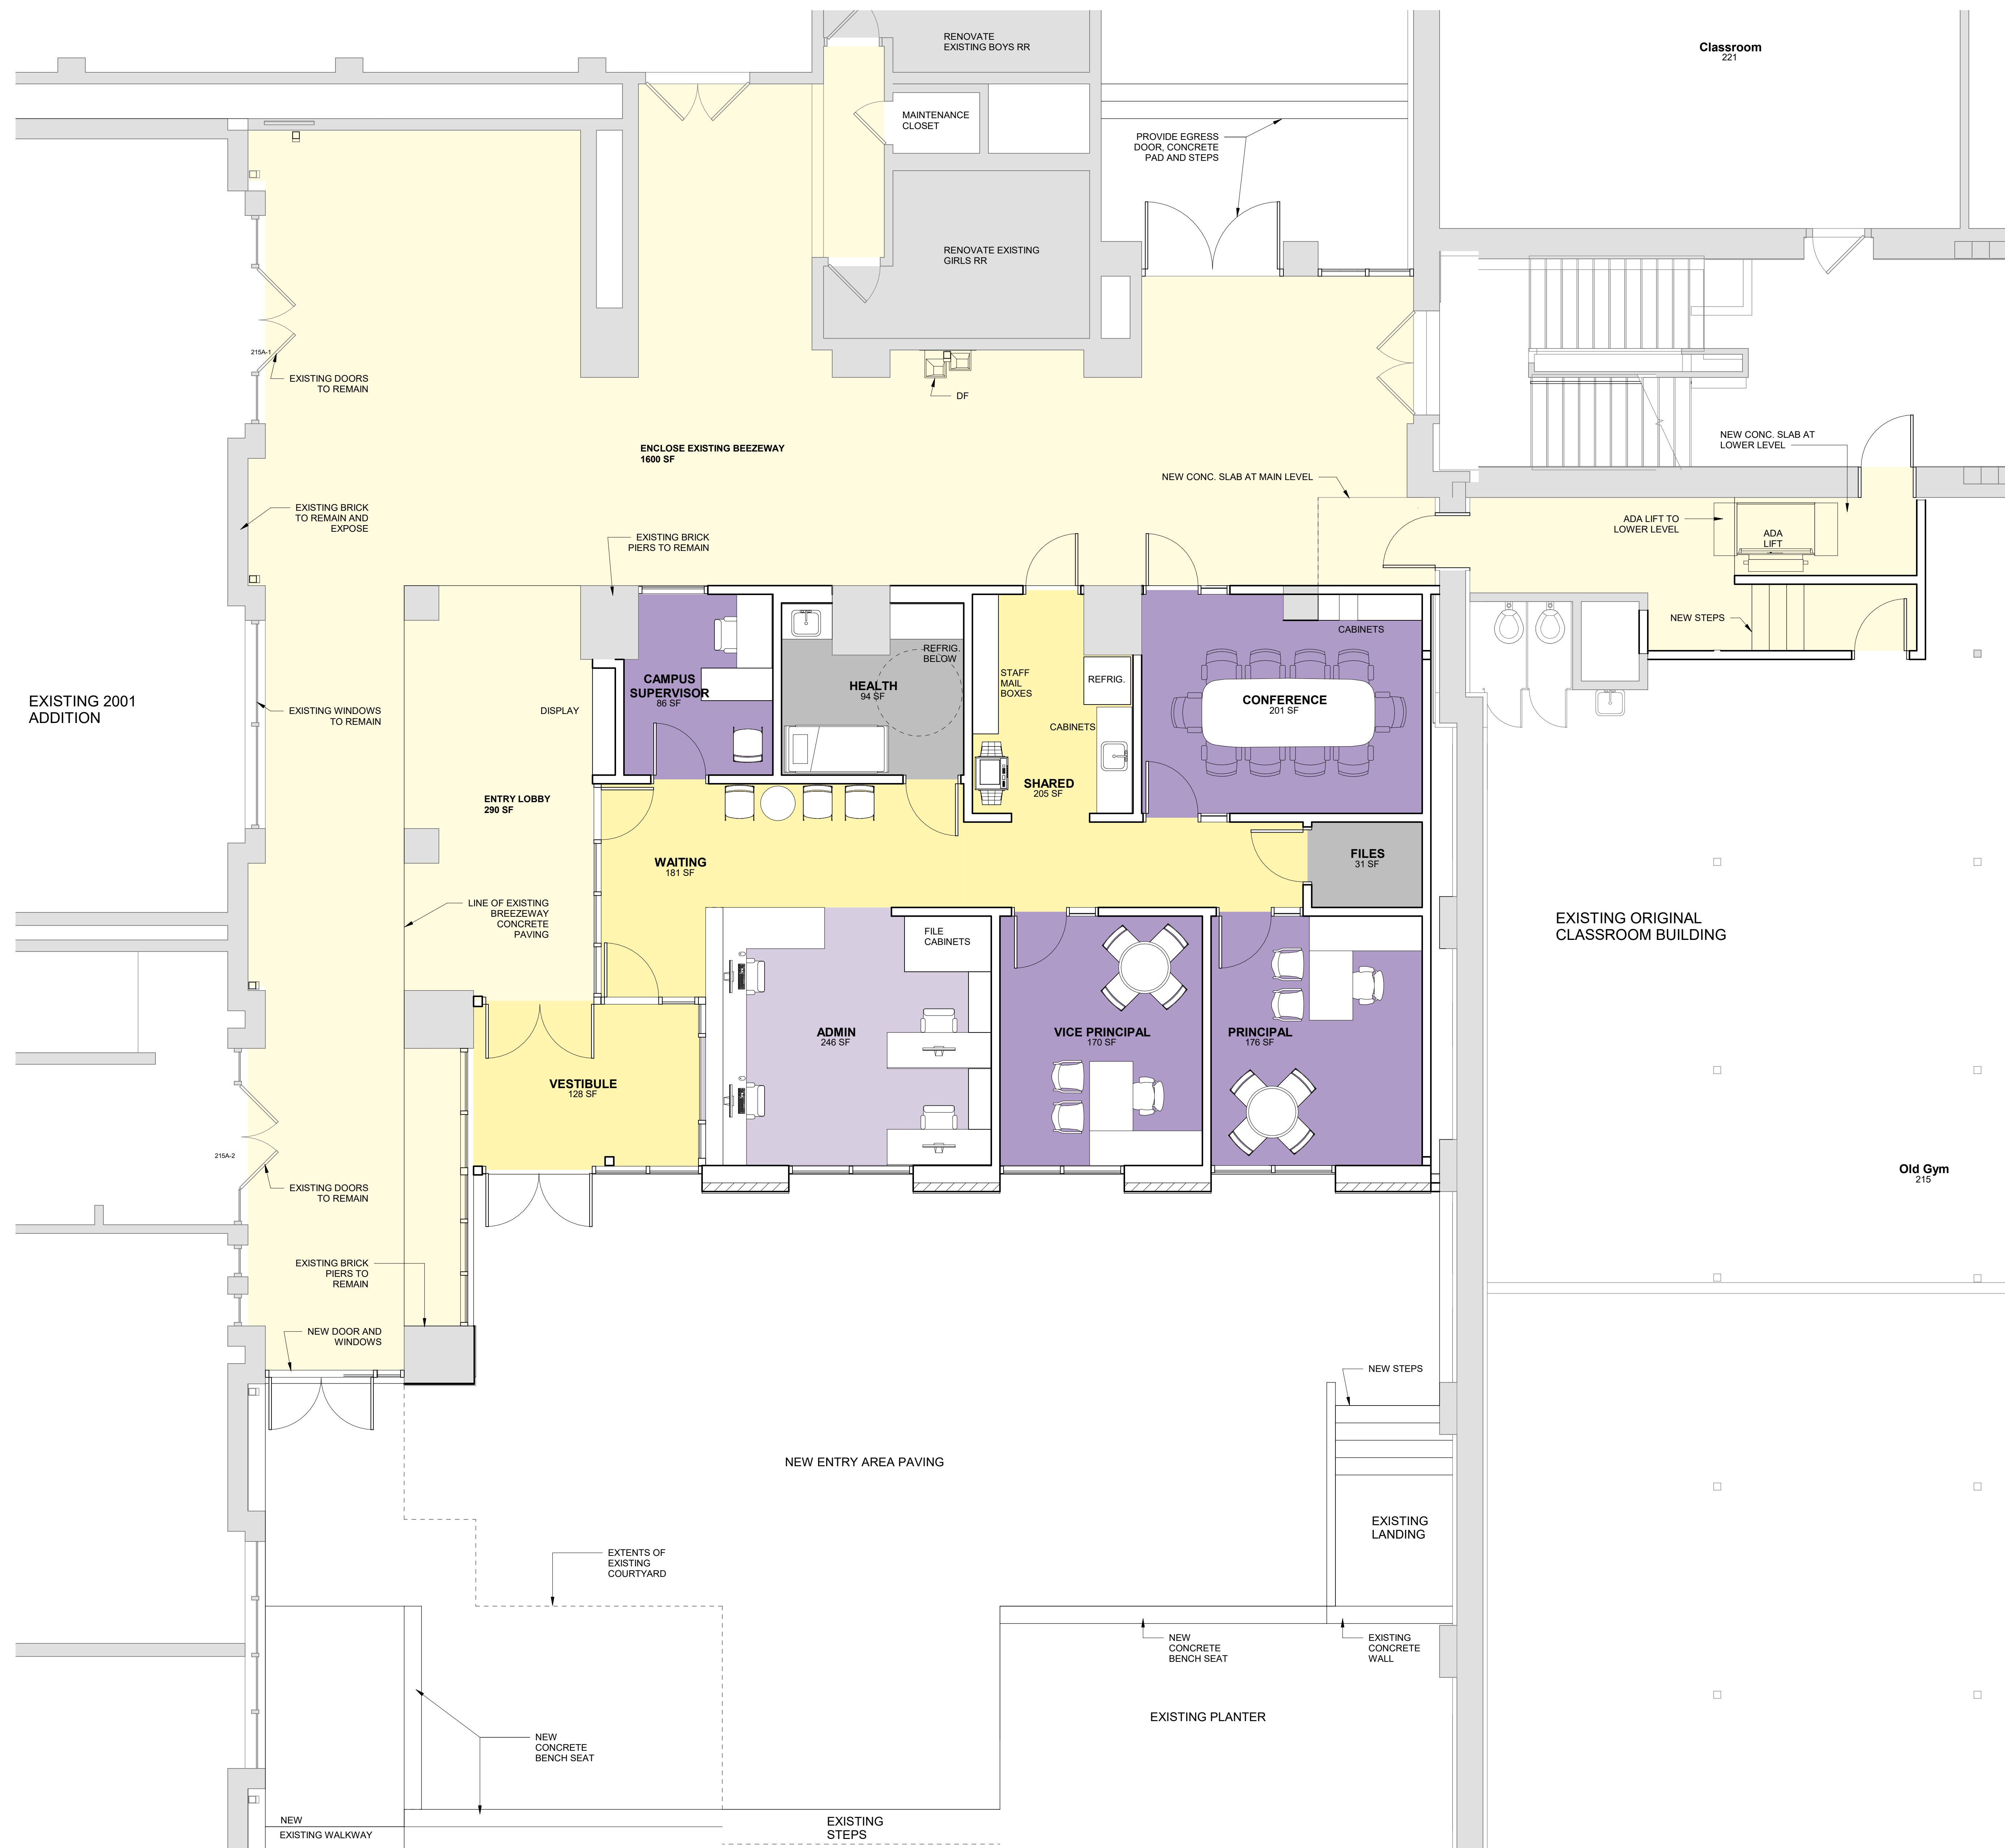 RENOVATE
EXISTING BOYS RR
Classroom
221
MAINTENANCE
CLOSET
PROVIDE EGRESS
DOOR, CONCRETE
PAD AND STEPS
RENOVATE EXISTING
GIRLS RR
215A-1
EXISTING DOORS
TO REMAIN
DF
ENCLOSE EXISTING BEEZEWAY
1600 SF
NEW CONC. SLAB AT
LOWER LEVEL
NEW CONC. SLAB AT MAIN LEVEL
EXISTING BRICK
TO REMAIN AND
EXPOSE
EXISTING BRICK
PIERS TO REMAIN
ADA LIFT TO
LOWER LEVEL
ADA
LIFT
NEW STEPS
CABINETS
REFRIG.
BELOW
STAFF
MAIL
BOXES
REFRIG.
CAMPUS
SUPERVISOR
86 SF
HEALTH
94 SF
CONFERENCE
201 SF
EXISTING 2001
ADDITION
EXISTING WINDOWS
TO REMAIN
DISPLAY
CABINETS
SHARED
205 SF
ENTRY LOBBY
290 SF
WAITING
181 SF
FILES
31 SF
LINE OF EXISTING
BREEZEWAY
CONCRETE
PAVING
EXISTING ORIGINAL
CLASSROOM BUILDING
FILE
CABINETS
ADMIN
246 SF
VICE PRINCIPAL
170 SF
PRINCIPAL
176 SF
VESTIBULE
128 SF
215A-2
EXISTING DOORS
TO REMAIN
Old Gym
215
EXISTING BRICK
PIERS TO
REMAIN
NEW DOOR AND
WINDOWS
NEW STEPS
NEW ENTRY AREA PAVING
EXISTING
LANDING
EXTENTS OF
EXISTING
COURTYARD
NEW
CONCRETE
BENCH SEAT
EXISTING
CONCRETE
WALL
EXISTING PLANTER
NEW
CONCRETE
BENCH SEAT
NEW
EXISTING WALKWAY
EXISTING
STEPS